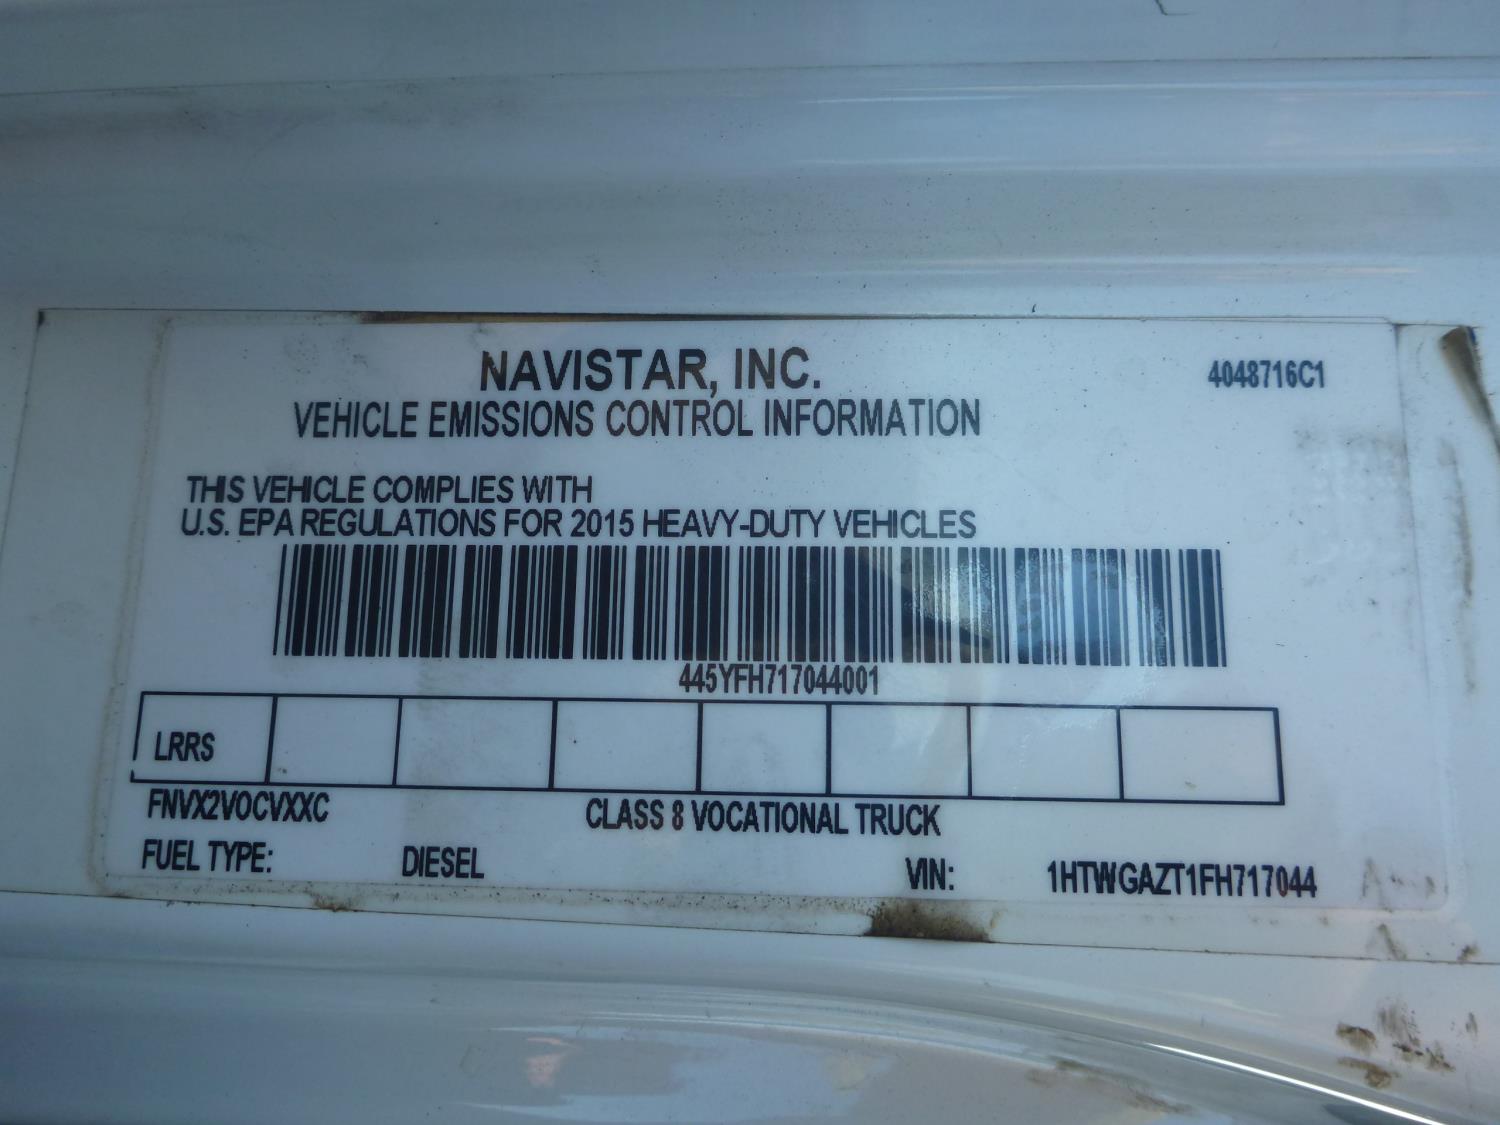 NAVISTAR, INC.
4048716C1
VEHICLE EMISSIONS CONTROL INFORMATION
THIS VEHICLE COMPLIES WITH
U.S. EPA REGULATIONS FOR 2015 HEAVY-DUTY VEHICLES
445YFH717044001
LRRS
FNVX2VOCVXXC CLASS 8 VOCATIONAL TRUCK
FUEL TYPE: DIESEL VIN: 1HTWGAZT1FH717044